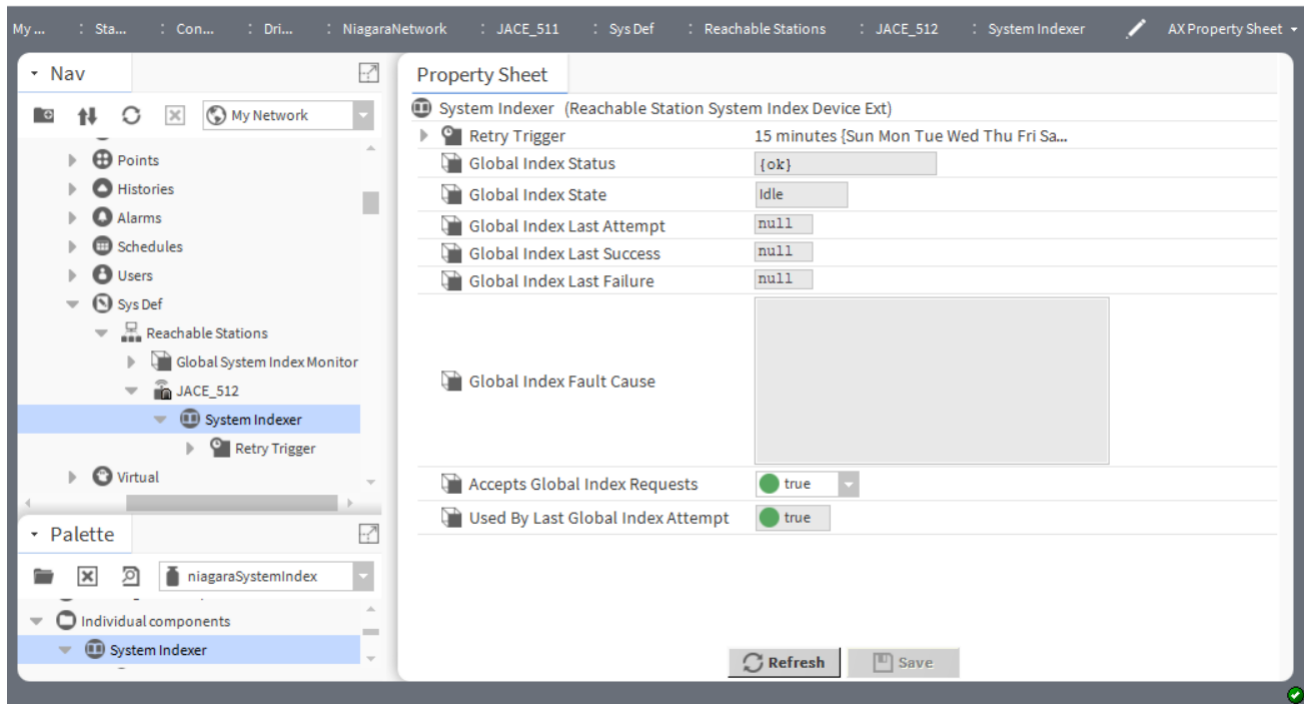 My ... : Sta... : Con... : Dri... : NiagaraNetwork : JACE_511 : Sys Def : Reachable Stations : JACE_512 : System Indexer AX Property Sheet
Nav
My Network
Points
Histories
Alarms
Schedules
Users
Sys Def
Reachable Stations
Global System Index Monitor
JACE_512
System Indexer
Retry Trigger
Virtual
Palette
niagaraSystemIndex
Individual components
System Indexer
Property Sheet
System Indexer (Reachable Station System Index Device Ext)
Retry Trigger 15 minutes {Sun Mon Tue Wed Thu Fri Sa...
Global Index Status {ok}
Global Index State Idle
Global Index Last Attempt null
Global Index Last Success null
Global Index Last Failure null
Global Index Fault Cause
Accepts Global Index Requests true
Used By Last Global Index Attempt true
Refresh Save